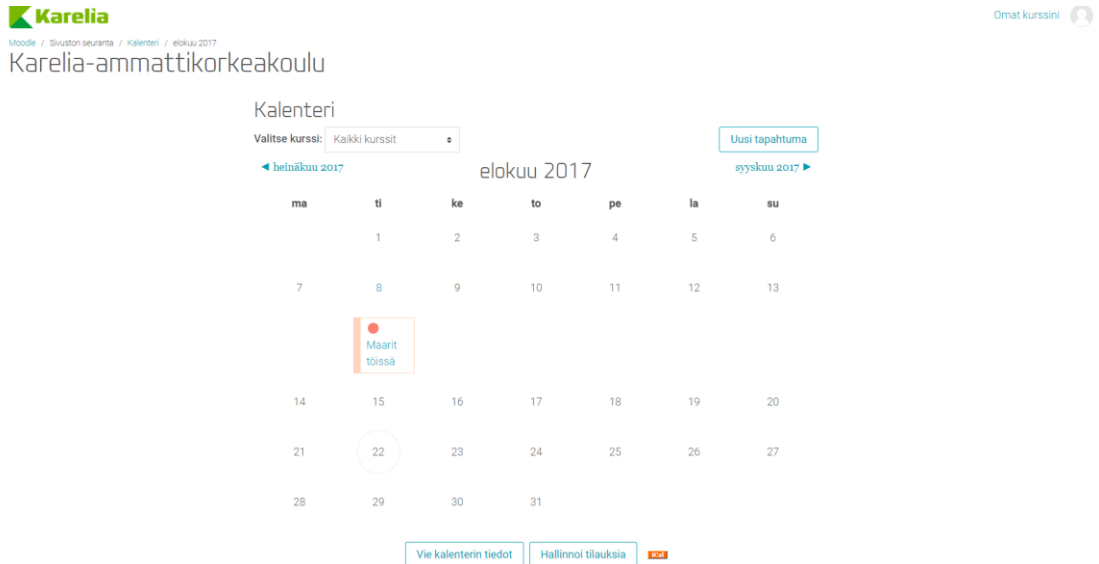 Karelia
Omat kurssini
Moodle / Sivuston seuranta / Kalenteri / elokuu 2017
Karelia-ammattikorkeakoulu
Kalenteri
Valitse kurssi: Kaikki kurssit
Uusi tapahtuma
◄ heinäkuu 2017 elokuu 2017 syyskuu 2017 ►
ma ti ke to pe la su
1 2 3 4 5 6
7 8 9 10 11 12 13
Maarit
töissä
14 15 16 17 18 19 20
21 22 23 24 25 26 27
28 29 30 31
Vie kalenterin tiedot Hallinnoi tilauksia iCal